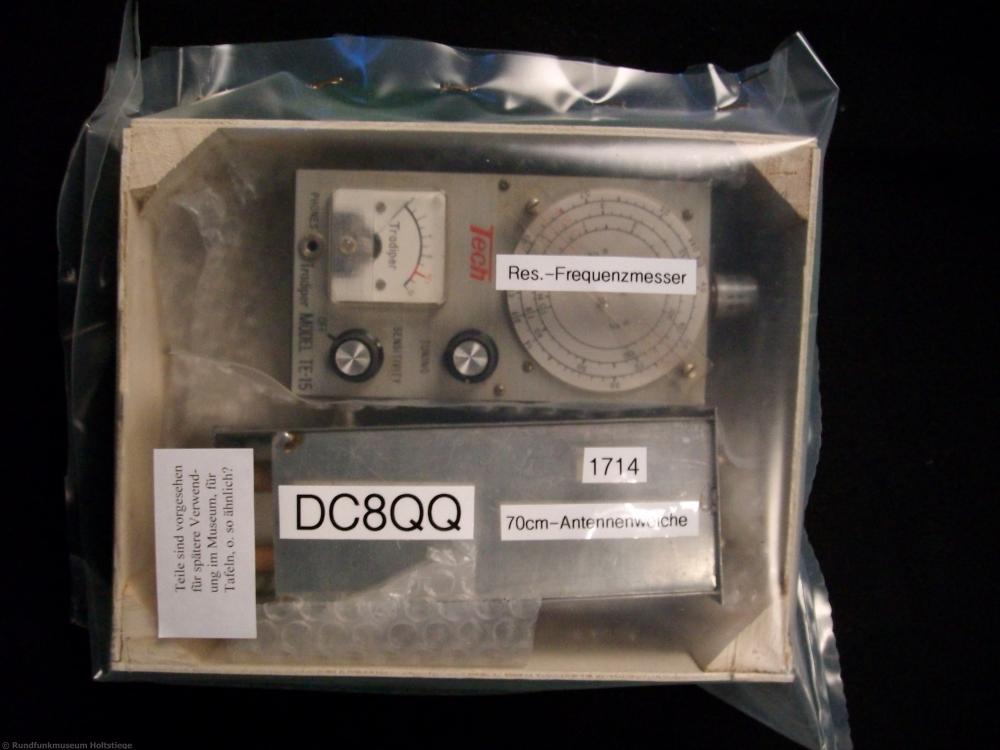 PHONES
Tradiper
Tech
Res.-Frequenzmesser
Tradiper MODEL TE-15
OFF
SENSITIVITY
TUNING
1714
DC8QQ
70cm-Antennenweiche
Teile sind vorgesehen
für spätere Verwend-
ung im Museum, für
Tafeln, o. so ähnlich?
© Rundfunkmuseum Holtstiege